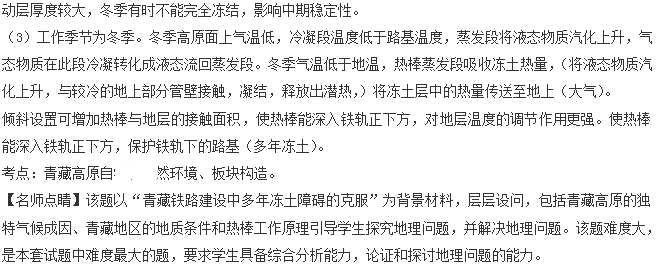 动层厚度较大，冬季有时不能完全冻结，影响中期稳定性。
（3）工作季节为冬季。冬季高原面上气温低，冷凝段温度低于路基温度，蒸发段将液态物质汽化上升，气
态物质在此段冷凝转化成液态流回蒸发段。冬季气温低于地温，热棒蒸发段吸收冻土热量，（将液态物质汽
化上升，与较冷的地上部分管壁接触，凝结，释放出潜热，）将冻土层中的热量传送至地上（大气）。
倾斜设置可增加热棒与地层的接触面积，使热棒能深入铁轨正下方，对地层温度的调节作用更强。使热棒
能深入铁轨正下方，保护铁轨下的路基（多年冻土）。
考点：青藏高原自 然环境、板块构造。
【名师点睛】该题以“青藏铁路建设中多年冻土障碍的克服”为背景材料，层层设问，包括青藏高原的独
特气候成因、青藏地区的地质条件和热棒工作原理引导学生探究地理问题，并解决地理问题。该题难度大，
是本套试题中难度最大的题，要求学生具备综合分析能力，论证和探讨地理问题的能力。